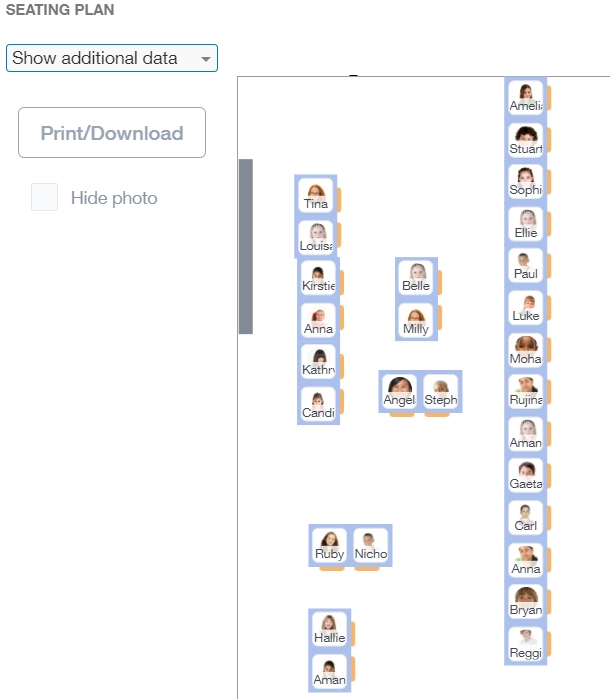 SEATING PLAN
Show additional data
Print/Download
Hide photo
Tina
Louisa
Kirstie
Anna
Kathry
Candi
Belle
Milly
Angel
Steph
Ruby
Nicho
Hallie
Aman
Ameli
Stuart
Sophi
Ellie
Paul
Luke
Moha
Rujina
Aman
Gaeta
Carl
Anna
Bryan
Reggi